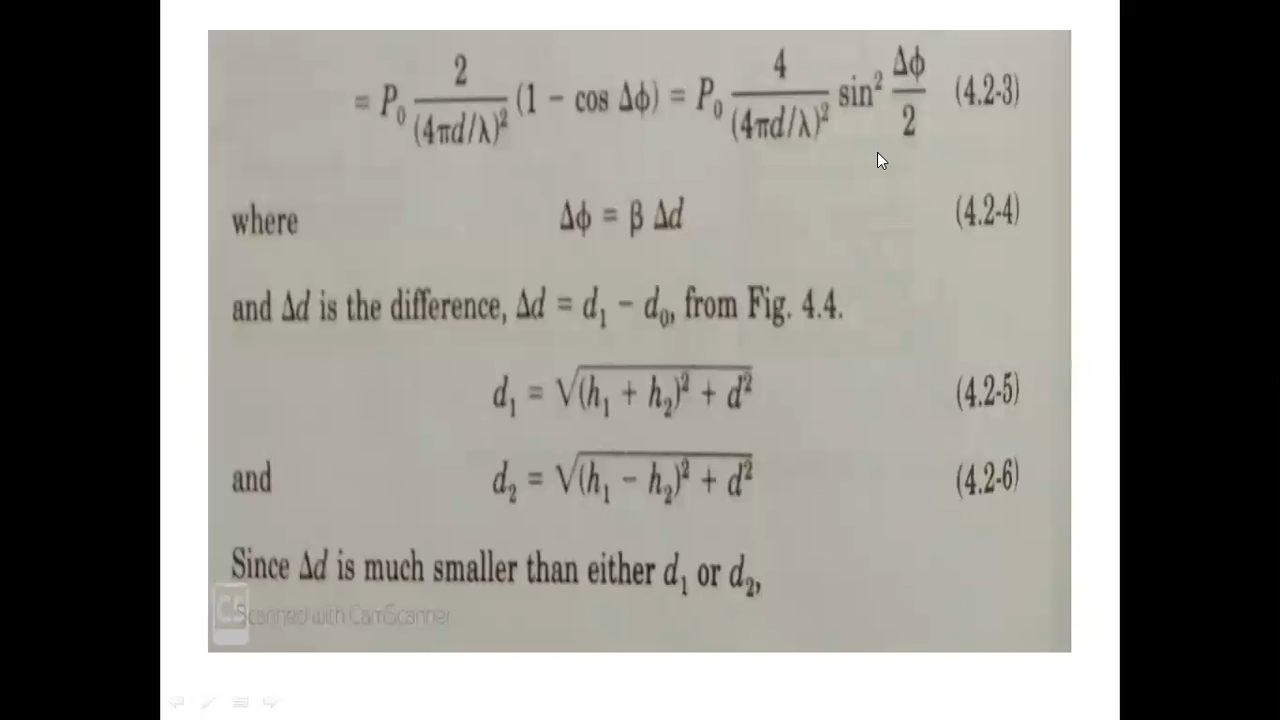 = P₀ 2/(4πd/λ)² (1 − cos Δϕ) = P₀ 4/(4πd/λ)² sin² Δϕ/2 (4.2-3)
where Δϕ = β Δd (4.2-4)
and Δd is the difference, Δd = d₁ − d₀, from Fig. 4.4.
d₁ = √(h₁ + h₂)² + d² (4.2-5)
and d₂ = √(h₁ − h₂)² + d² (4.2-6)
Since Δd is much smaller than either d₁ or d₂,
CS Scanned with CamScanner